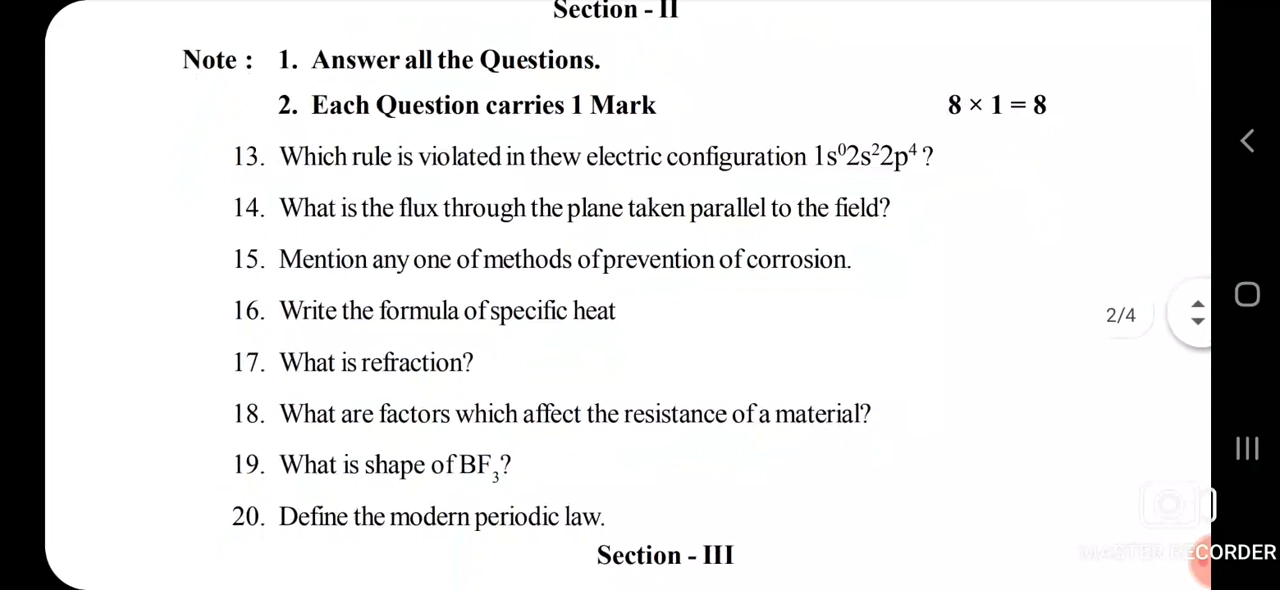 Section - II
Note : 1. Answer all the Questions.
2. Each Question carries 1 Mark 8 × 1 = 8
13. Which rule is violated in thew electric configuration 1s⁰2s²2p⁴ ?
14. What is the flux through the plane taken parallel to the field?
15. Mention any one of methods of prevention of corrosion.
16. Write the formula of specific heat
2/4
17. What is refraction?
18. What are factors which affect the resistance of a material?
19. What is shape of BF₃?
20. Define the modern periodic law.
Section - III
MASTER RECORDER